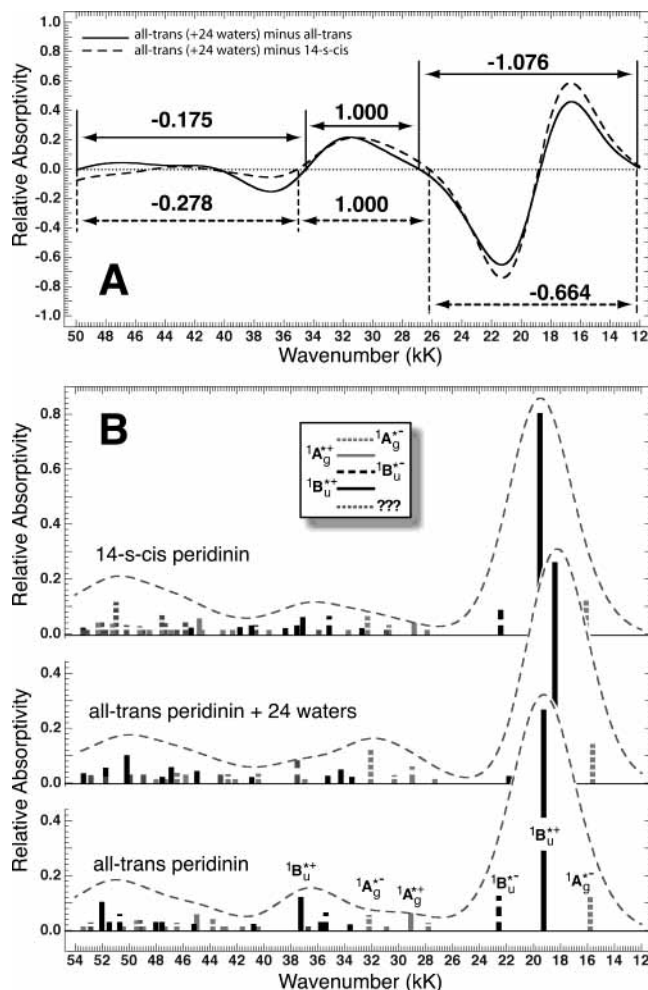 all-trans (+24 waters) minus all-trans
all-trans (+24 waters) minus 14-s-cis
1.0
0.8
0.6
0.4
0.2
0.0
-0.2
-0.4
-0.6
-0.8
-1.0
Relative Absorptivity
-1.076
-0.175
1.000
-0.278
1.000
-0.664
A
50 48 46 44 42 40 38 36 34 32 30 28 26 24 22 20 18 16 14 12
Wavenumber (kK)
B
¹Ag*-
¹Ag*+
¹Bu*-
¹Bu*+
???
0.8
0.6
0.4
0.2
0.0
Relative Absorptivity
14-s-cis peridinin
0.4
0.2
0.0
Relative Absorptivity
all-trans peridinin + 24 waters
0.4
0.2
0.0
Relative Absorptivity
all-trans peridinin
¹Bu*+
¹Ag*-
¹Ag*+
¹Bu*-
¹Bu*+
¹Ag*-
54 52 50 48 46 44 42 40 38 36 34 32 30 28 26 24 22 20 18 16 14 12
Wavenumber (kK)